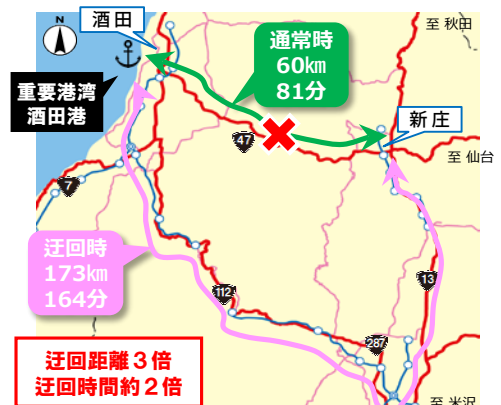 N
酒田
至 秋田
通常時
60km
81分
重要港湾
酒田港
新庄
47
至 仙台
7
迂回時
173km
164分
13
112
287
迂回距離３倍
迂回時間約２倍
至 米沢